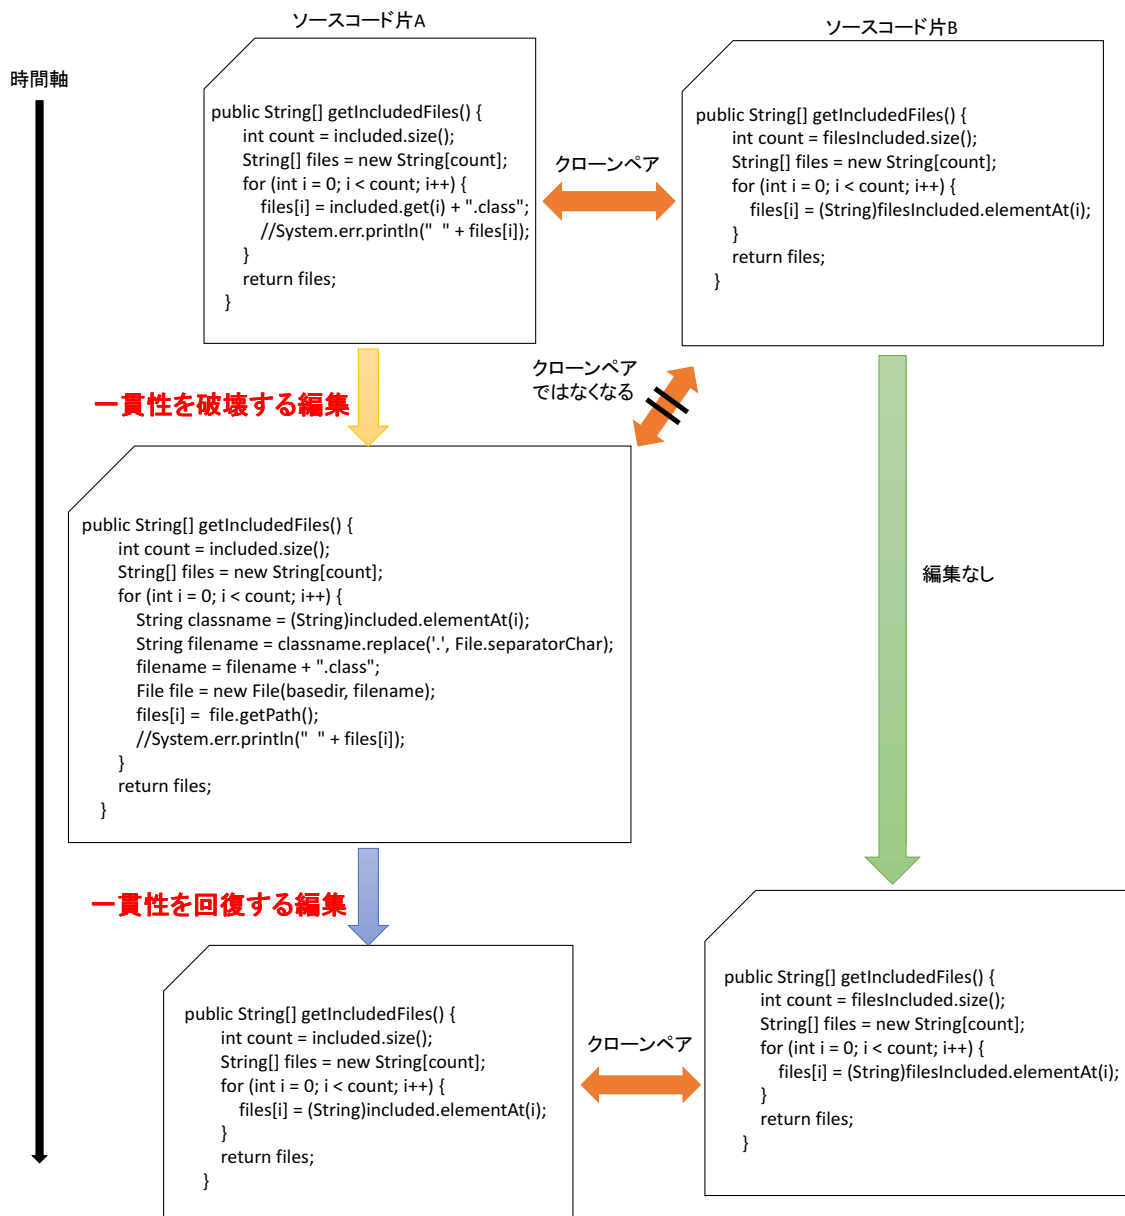 ソースコード片A
ソースコード片B
時間軸
public String[] getIncludedFiles() {
int count = included.size();
String[] files = new String[count];
for (int i = 0; i < count; i++) {
files[i] = included.get(i) + ".class";
//System.err.println("  " + files[i]);
}
return files;
}
クローンペア
public String[] getIncludedFiles() {
int count = filesIncluded.size();
String[] files = new String[count];
for (int i = 0; i < count; i++) {
files[i] = (String)filesIncluded.elementAt(i);
}
return files;
}
一貫性を破壊する編集
クローンペア
ではなくなる
public String[] getIncludedFiles() {
int count = included.size();
String[] files = new String[count];
for (int i = 0; i < count; i++) {
String classname = (String)included.elementAt(i);
String filename = classname.replace('.', File.separatorChar);
filename = filename + ".class";
File file = new File(basedir, filename);
files[i] =  file.getPath();
//System.err.println("  " + files[i]);
}
return files;
}
編集なし
一貫性を回復する編集
public String[] getIncludedFiles() {
int count = included.size();
String[] files = new String[count];
for (int i = 0; i < count; i++) {
files[i] = (String)included.elementAt(i);
}
return files;
}
クローンペア
public String[] getIncludedFiles() {
int count = filesIncluded.size();
String[] files = new String[count];
for (int i = 0; i < count; i++) {
files[i] = (String)filesIncluded.elementAt(i);
}
return files;
}